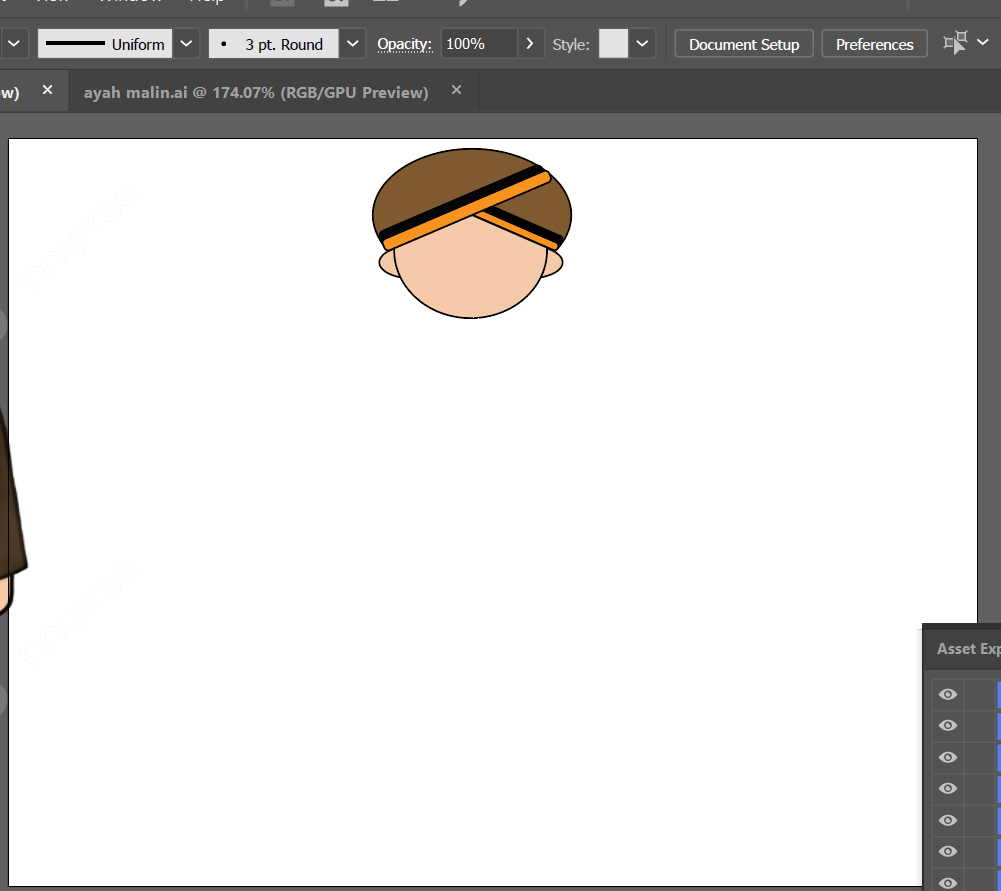 Uniform
3 pt. Round
Opacity:
100%
Style:
Document Setup
Preferences
w)
ayah malin.ai @ 174.07% (RGB/GPU Preview)
Asset Exp